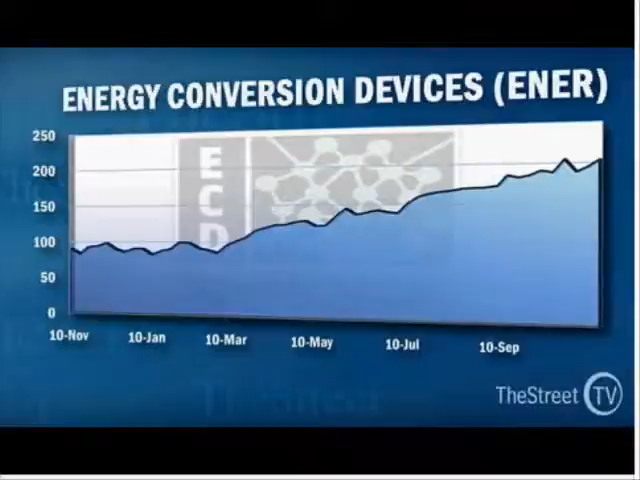 ENERGY CONVERSION DEVICES (ENER)
250
200
150
100
50
0
ECD
10-Nov 10-Jan 10-Mar 10-May 10-Jul 10-Sep
TheStreet TV